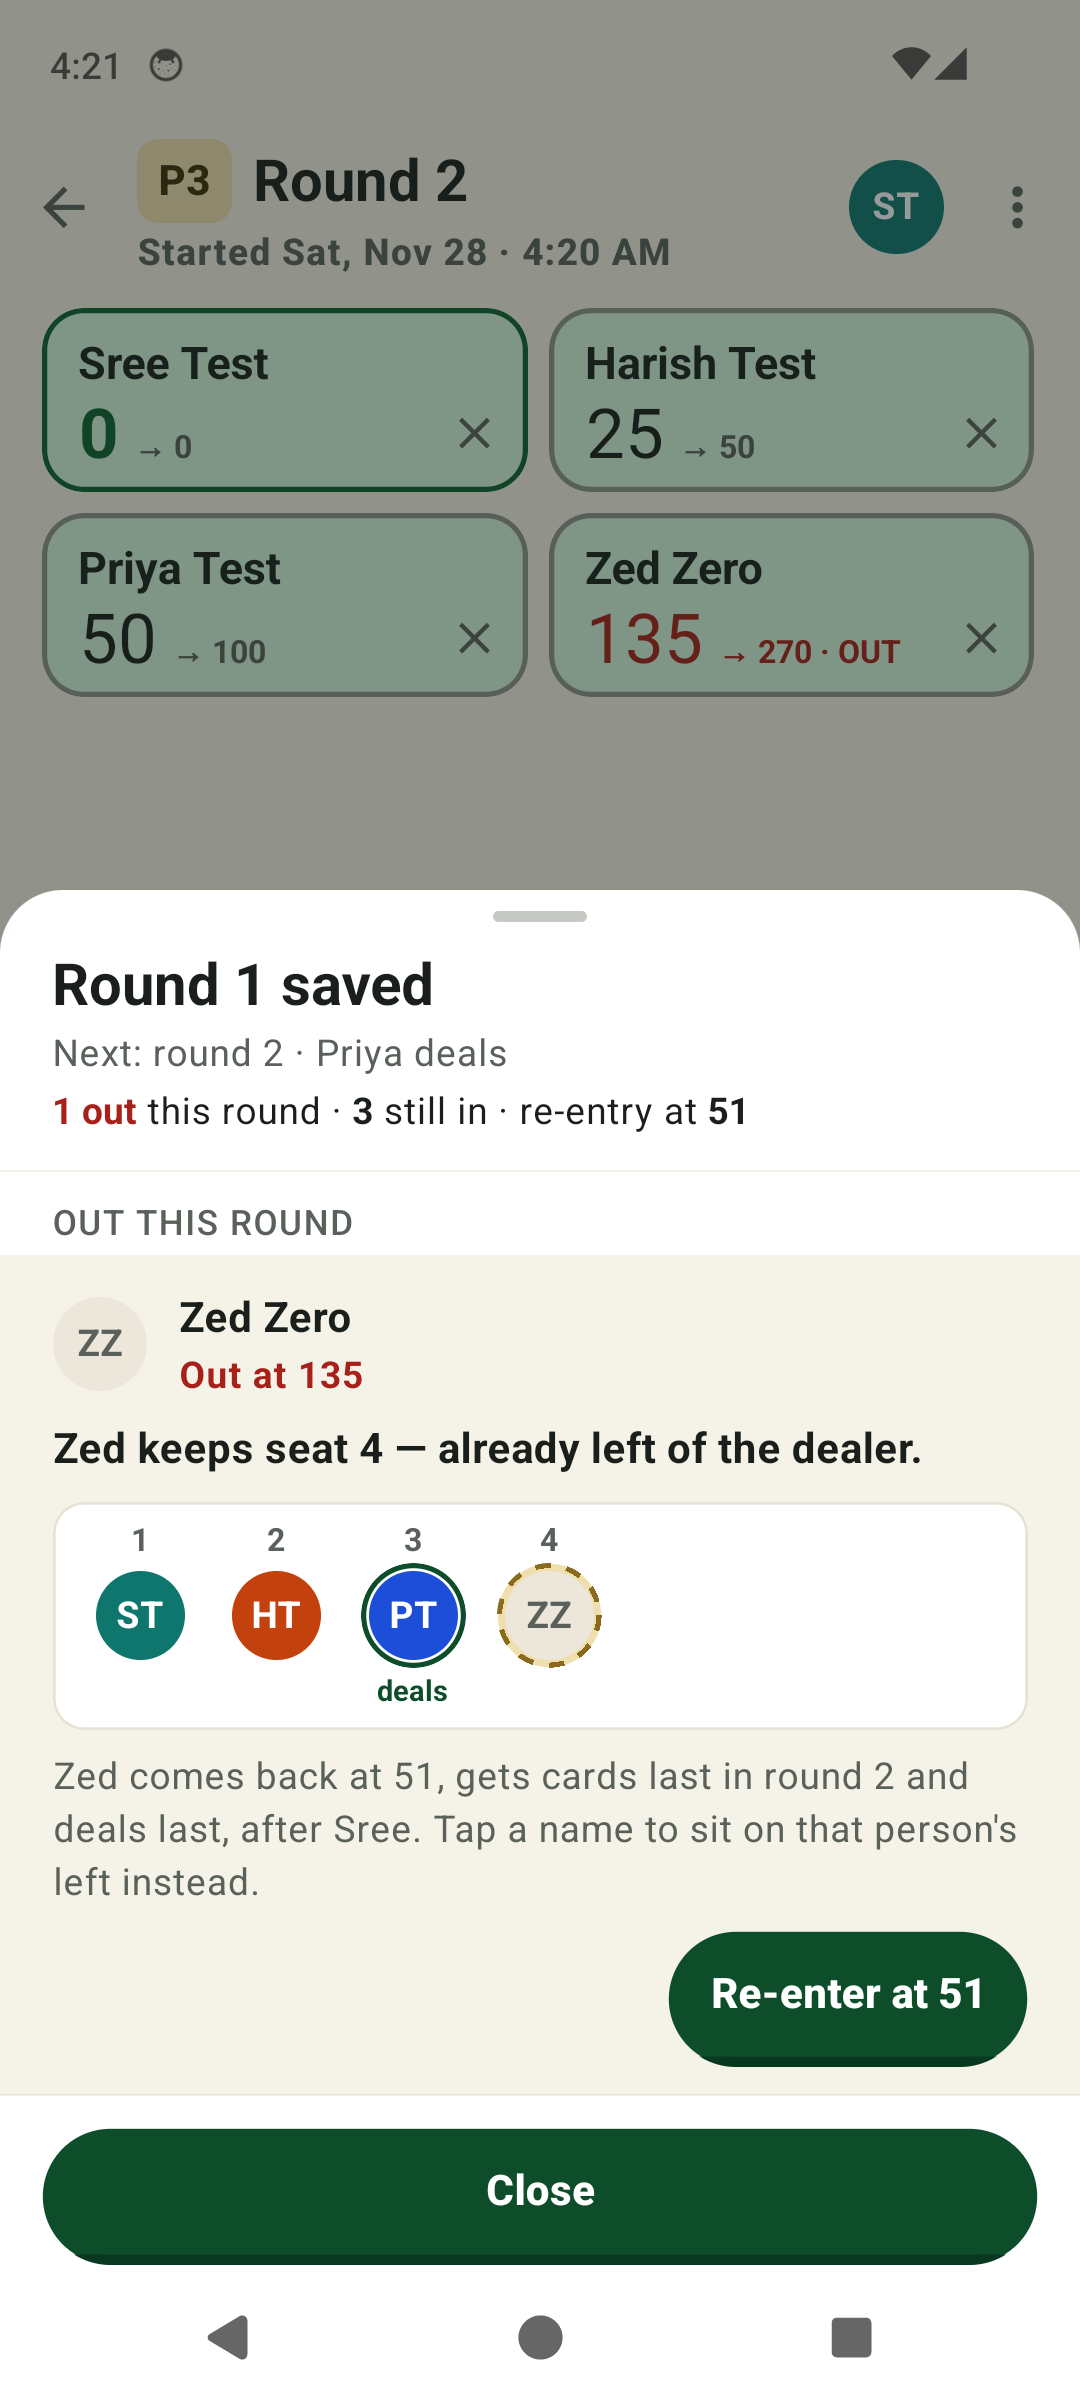 4:21
P3 Round 2
ST
Started Sat, Nov 28 · 4:20 AM
Sree Test
0 → 0
Harish Test
25 → 50
Priya Test
50 → 100
Zed Zero
135 → 270 · OUT
Round 1 saved
Next: round 2 · Priya deals
1 out this round · 3 still in · re-entry at 51
OUT THIS ROUND
ZZ
Zed Zero
Out at 135
Zed keeps seat 4 — already left of the dealer.
1 2 3 4
ST HT PT ZZ
deals
Zed comes back at 51, gets cards last in round 2 and
deals last, after Sree. Tap a name to sit on that person's
left instead.
Re-enter at 51
Close